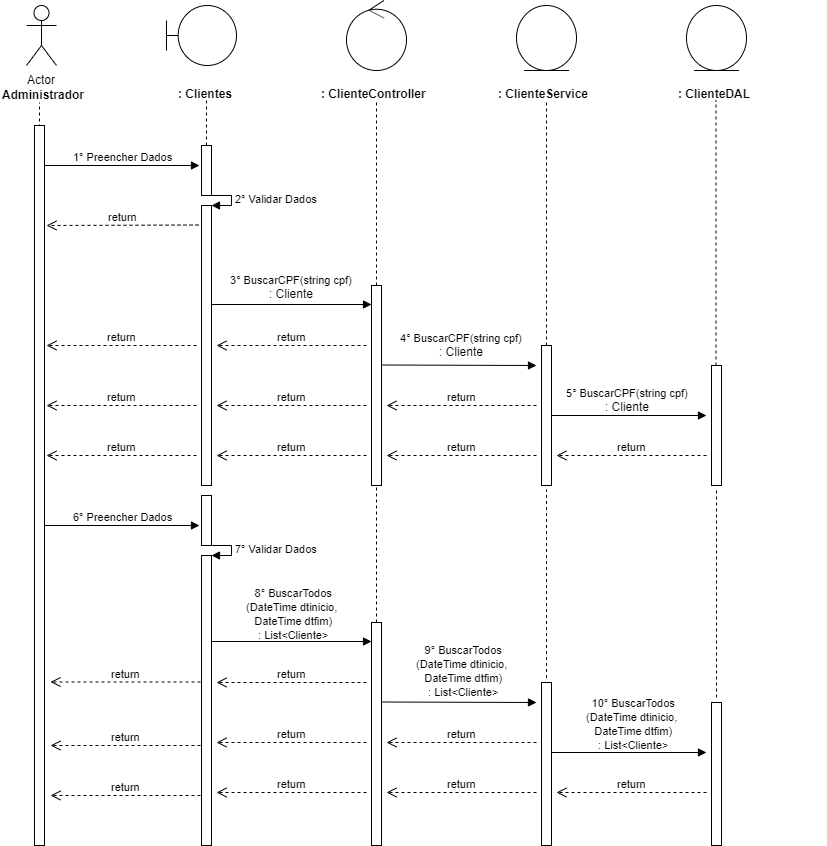 Actor
Administrador
: Clientes
: ClienteController
: ClienteService
: ClienteDAL
1° Preencher Dados
2° Validar Dados
return
3° BuscarCPF(string cpf)
: Cliente
return
return
4° BuscarCPF(string cpf)
: Cliente
return
return
return
5° BuscarCPF(string cpf)
: Cliente
return
return
return
return
6° Preencher Dados
7° Validar Dados
8° BuscarTodos
(DateTime dtinicio,
DateTime dtfim)
: List<Cliente>
return
return
9° BuscarTodos
(DateTime dtinicio,
DateTime dtfim)
: List<Cliente>
return
return
return
10° BuscarTodos
(DateTime dtinicio,
DateTime dtfim)
: List<Cliente>
return
return
return
return